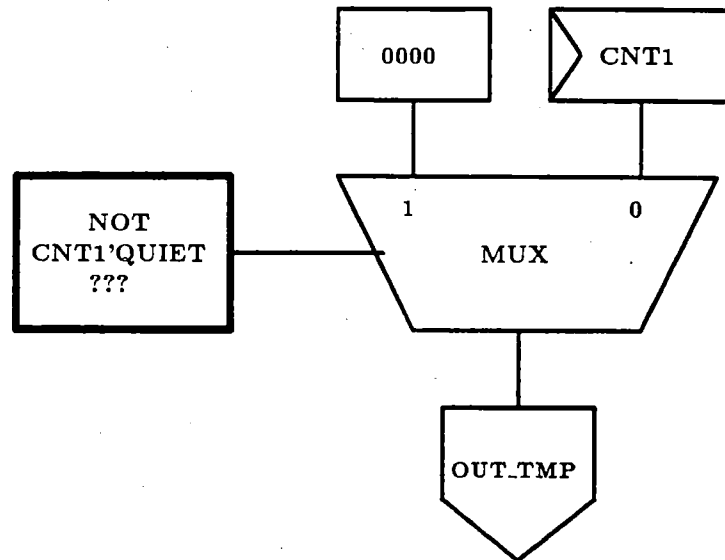 0000
CNT1
1
0
NOT
CNT1'QUIET
???
MUX
OUT_TMP